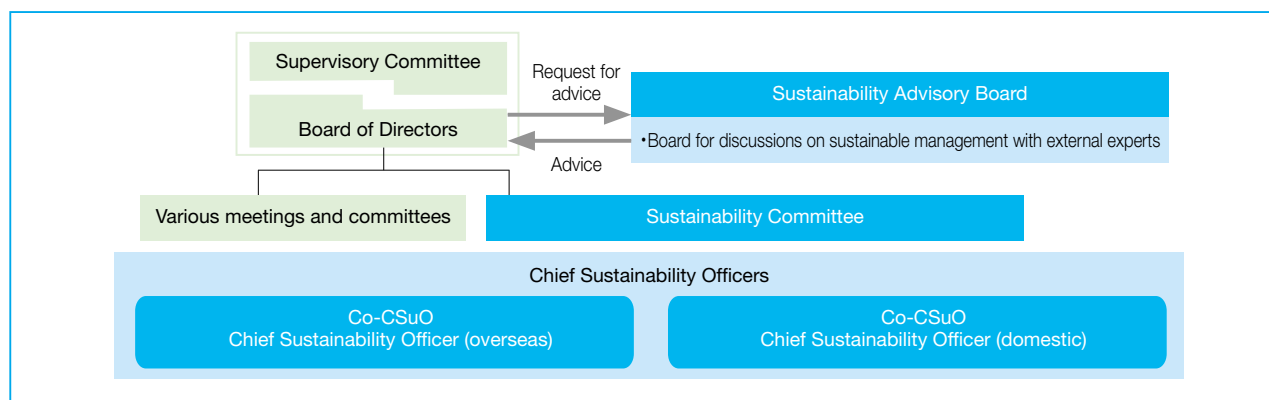 Supervisory Committee
Board of Directors
Request for
advice
Advice
Sustainability Advisory Board
・Board for discussions on sustainable management with external experts
Various meetings and committees
Sustainability Committee
Chief Sustainability Officers
Co-CSuO
Chief Sustainability Officer (overseas)
Co-CSuO
Chief Sustainability Officer (domestic)